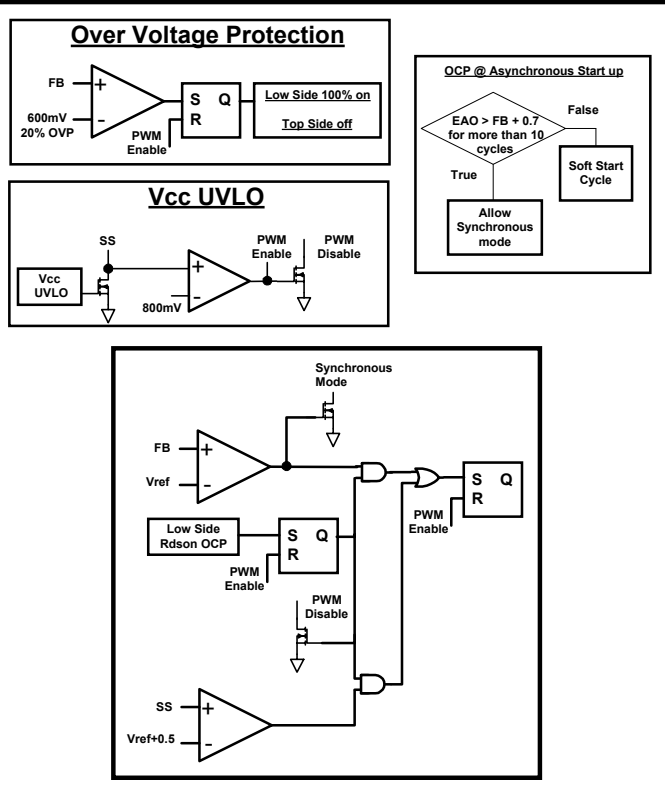 Over Voltage Protection
FB
+
600mV
20% OVP
-
S Q
R
PWM
Enable
Low Side 100% on
Top Side off
OCP @ Asynchronous Start up
EAO > FB + 0.7
for more than 10
cycles
False
True
Soft Start
Cycle
Allow
Synchronous
mode
Vcc UVLO
SS
Vcc
UVLO
+
-
800mV
PWM
Enable
PWM
Disable
Synchronous
Mode
FB
+
Vref
-
Low Side
Rdson OCP
S Q
R
PWM
Enable
S Q
R
PWM
Enable
PWM
Disable
SS
+
Vref+0.5
-